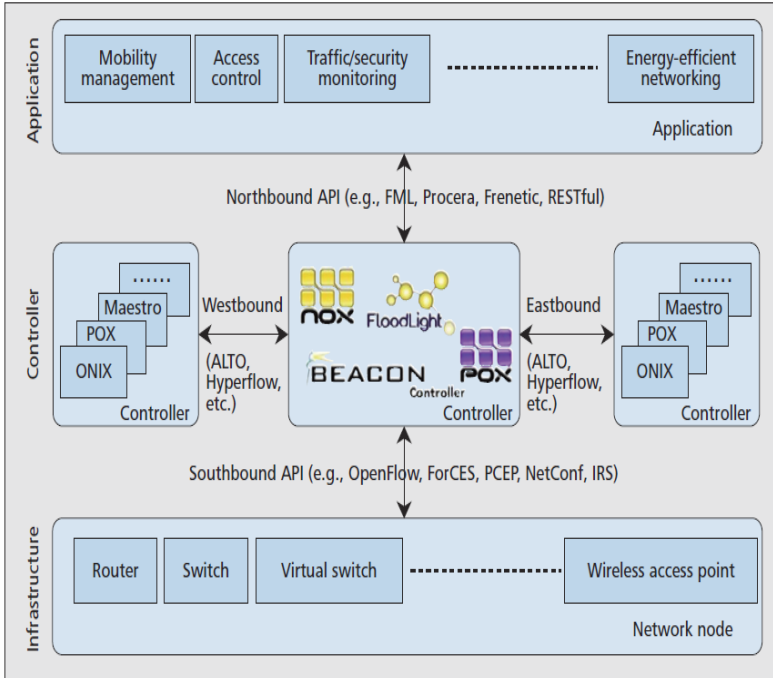 Application
Mobility
management
Access
control
Traffic/security
monitoring
Energy-efficient
networking
Application
Northbound API (e.g., FML, Procera, Frenetic, RESTful)
Controller
......
Maestro
POX
ONIX
Controller
Westbound
(ALTO,
Hyperflow,
etc.)
nox
FloodLight
BEACON
Controller
POX
Controller
Eastbound
(ALTO,
Hyperflow,
etc.)
......
Maestro
POX
ONIX
Controller
Southbound API (e.g., OpenFlow, ForCES, PCEP, NetConf, IRS)
Infrastructure
Router
Switch
Virtual switch
Wireless access point
Network node